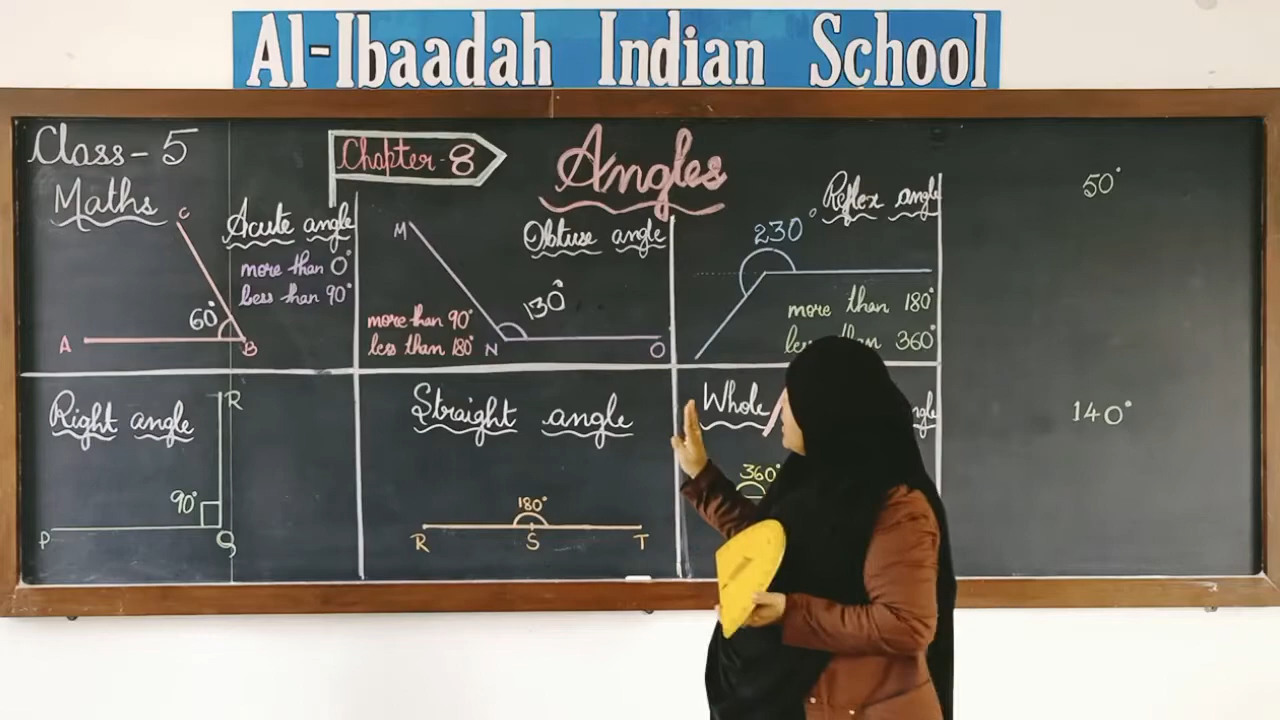 Al-Ibaadah Indian School
Class-5
Maths
Chapter-8
Angles
Acute angle
more than 0°
less than 90°
C
60°
A
B
Obtuse angle
M
130°
more than 90°
less than 180°
N
O
Reflex angle
230°
more than 180°
less than 360°
50°
Right angle
R
90°
P
Q
Straight angle
180°
R
S
T
Whole
360°
140°